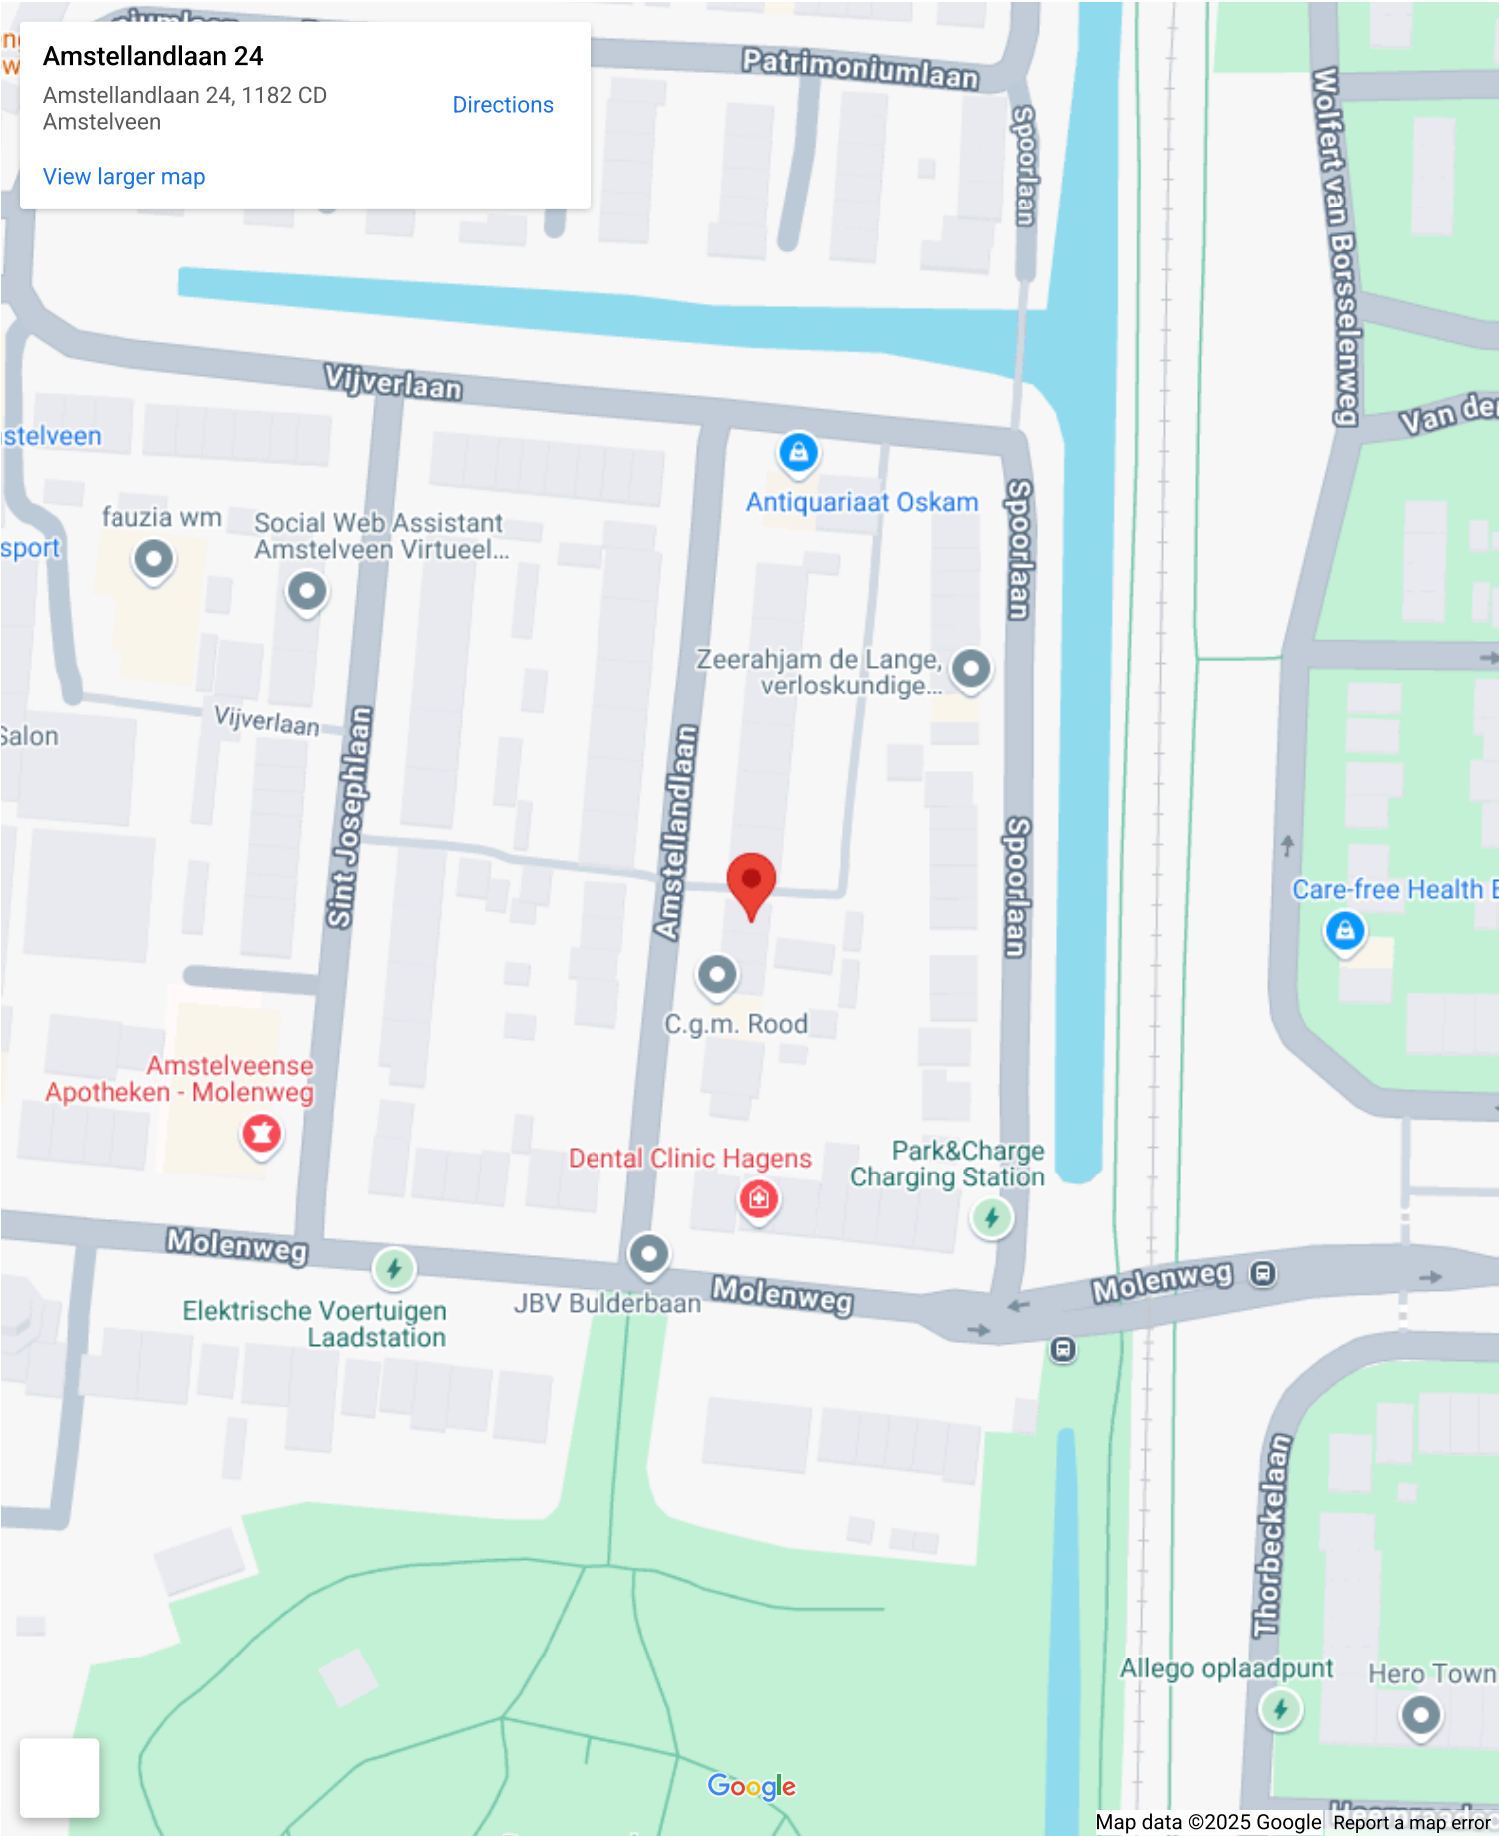 Amstellandlaan 24
Amstellandlaan 24, 1182 CD
Amstelveen
Directions
View larger map
Patrimoniumlaan
Spoorlaan
Wolfert van Borsselenweg
Vijverlaan
Van der
stelveen
Antiquariaat Oskam
fauzia wm
Social Web Assistant
Amstelveen Virtueel...
sport
Spoorlaan
Zeerahjam de Lange,
verloskundige...
Vijverlaan
Salon
Sint Josephlaan
Amstellandlaan
Spoorlaan
Care-free Health
C.g.m. Rood
Amstelveense
Apotheken - Molenweg
Dental Clinic Hagens
Park&Charge
Charging Station
Molenweg
Molenweg
Molenweg
JBV Bulderbaan
Elektrische Voertuigen
Laadstation
Thorbeckelaan
Allego oplaadpunt
Hero Town
Google
Map data ©2025 Google
Report a map error